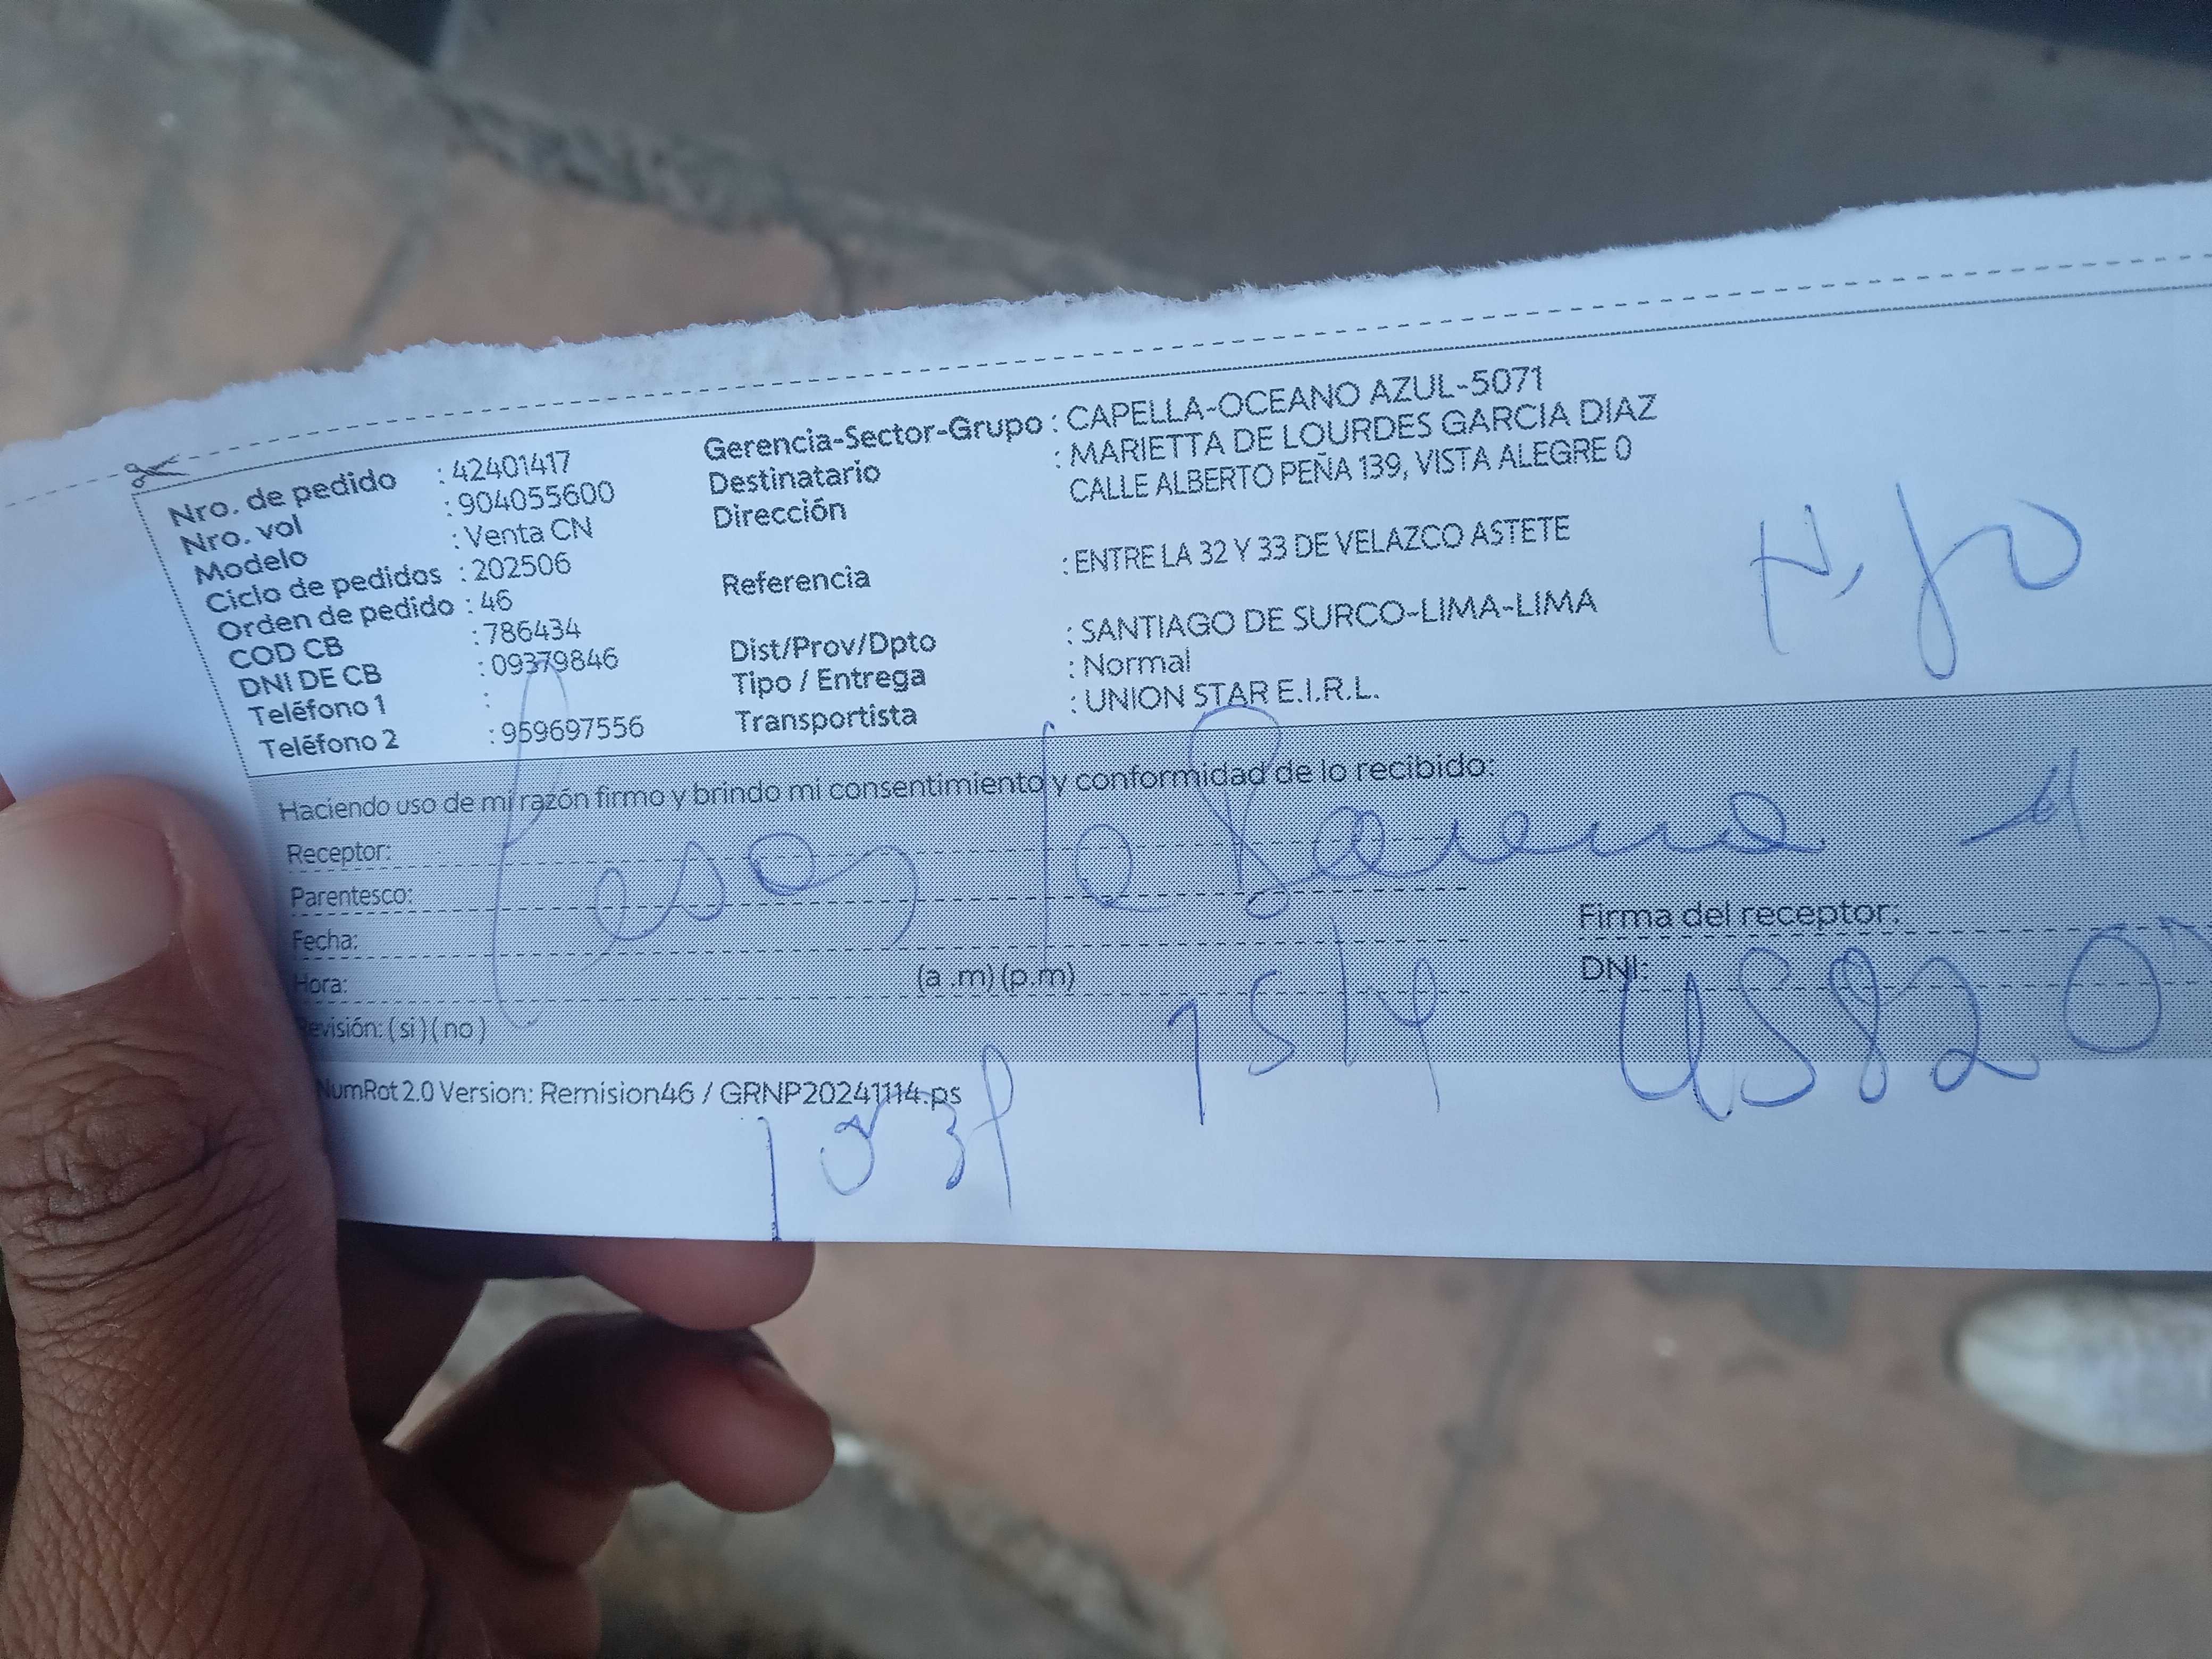 Nro. de pedido : 42401417
Nro. vol : 904055600
Modelo : Venta CN
Ciclo de pedidos : 202506
Orden de pedido : 46
COD CB : 786434
DNI DE CB : 09379846
Teléfono 1 :
Teléfono 2 : 959697556
Gerencia-Sector-Grupo : CAPELLA-OCEANO AZUL-5071
Destinatario : MARIETTA DE LOURDES GARCIA DIAZ
Dirección CALLE ALBERTO PEÑA 139, VISTA ALEGRE 0
Referencia : ENTRE LA 32 Y 33 DE VELAZCO ASTETE
Dist/Prov/Dpto : SANTIAGO DE SURCO-LIMA-LIMA
Tipo / Entrega : Normal
Transportista : UNION STAR E.I.R.L.
Hijo
Haciendo uso de mi razón firmo y brindo mi consentimiento y conformidad de lo recibido:
Receptor:
Parentesco:
Fecha:
Hora: (a .m) (p.m)
Revisión: ( si ) ( no )
Firma del receptor:
DNI:
15/4
NumRot 2.0 Version: Remision46 / GRNP20241114.ps